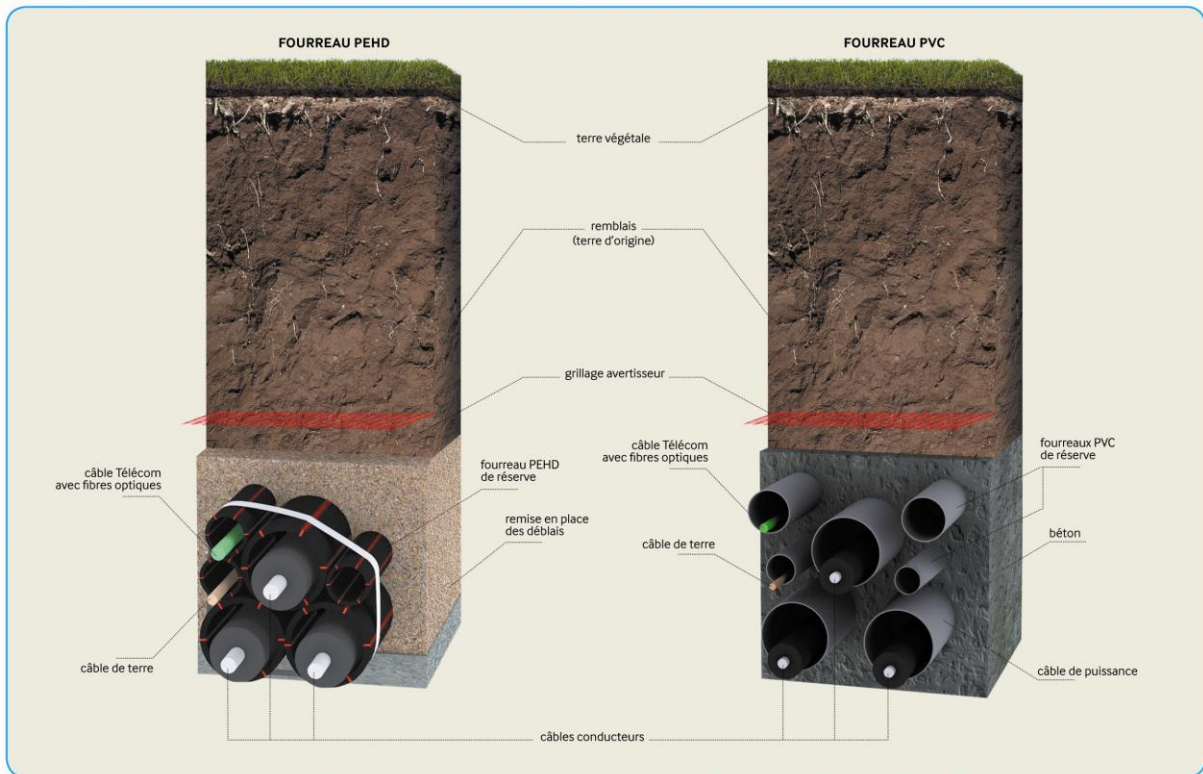 FOURREAU PEHD
FOURREAU PVC
terre végétale
remblais
(terre d'origine)
grillage avertisseur
câble Télécom
avec fibres optiques
fourreau PEHD
de réserve
remise en place
des déblais
câble de terre
câble Télécom
avec fibres optiques
câble de terre
fourreaux PVC
de réserve
béton
câble de puissance
câbles conducteurs